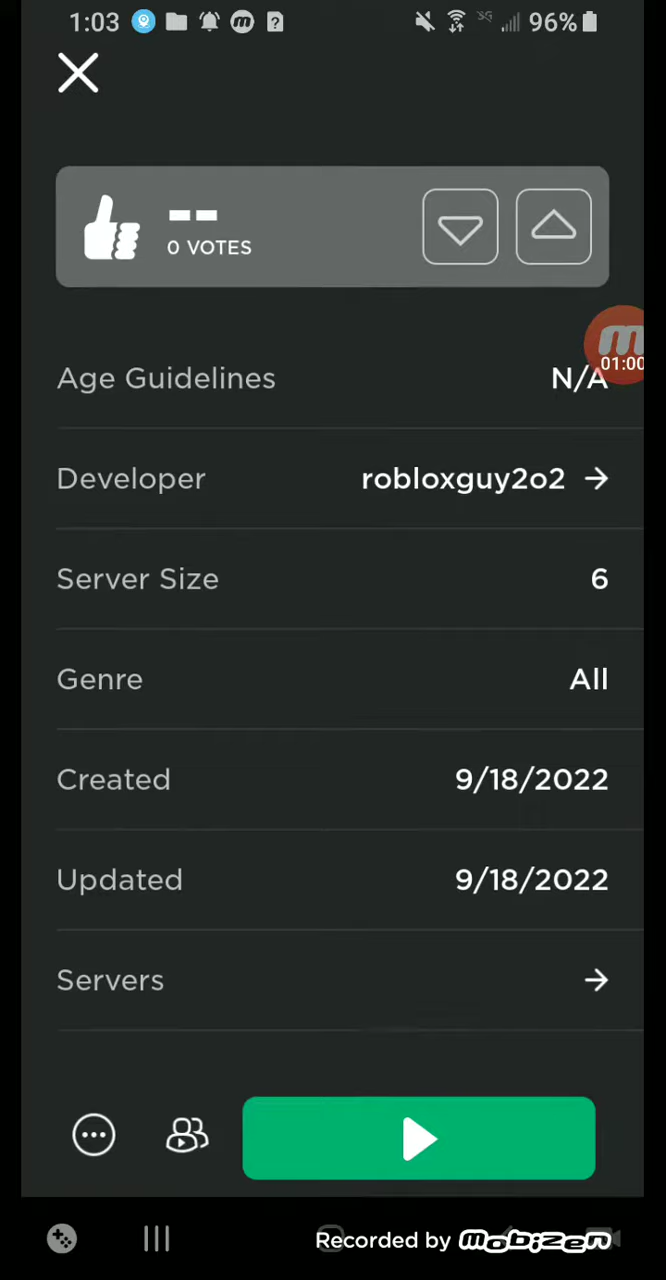 1:03 96%
0 VOTES
Age Guidelines N/A
01:00
Developer robloxguy2o2
Server Size 6
Genre All
Created 9/18/2022
Updated 9/18/2022
Servers
Recorded by mobizen